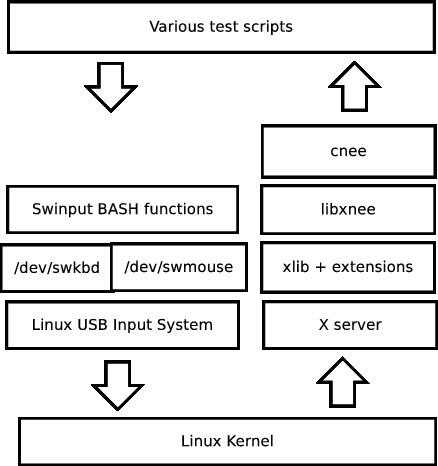 Various test scripts
cnee
Swinput BASH functions
libxnee
/dev/swkbd
/dev/swmouse
xlib + extensions
Linux USB Input System
X server
Linux Kernel